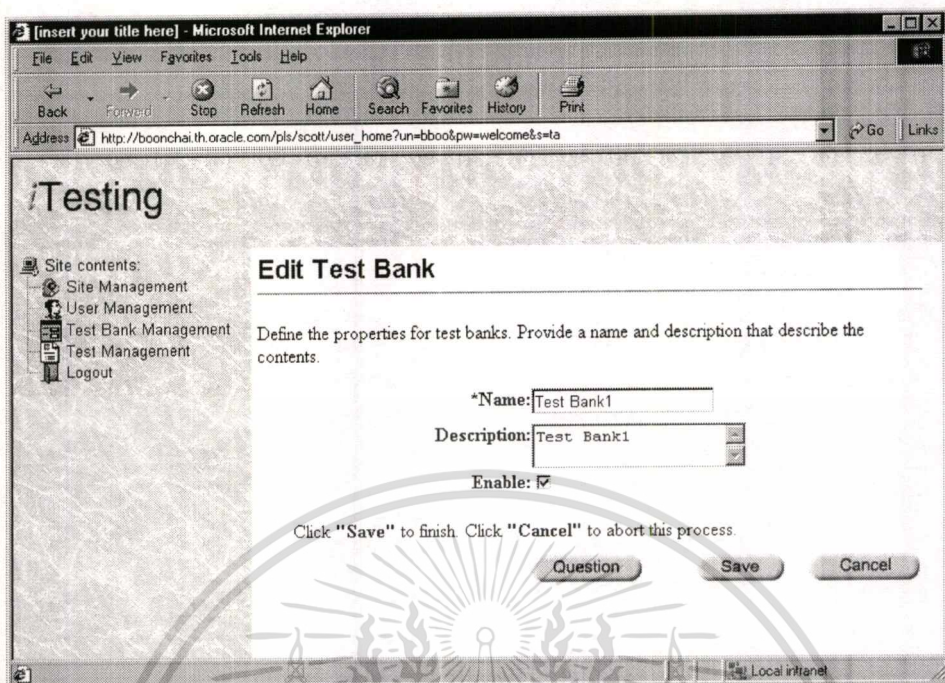 [insert your title here] - Microsoft Internet Explorer
File Edit View Favorites Tools Help
Back Forward Stop Refresh Home Search Favorites History Print
Address http://boonchai.th.oracle.com/pls/scott/user_home?un=bboo&pw=welcome&s=ta Go Links
iTesting
Site contents:
Site Management
User Management
Test Bank Management
Test Management
Logout
Edit Test Bank
Define the properties for test banks. Provide a name and description that describe the
contents.
*Name: Test Bank1
Description: Test Bank1
Enable:
Click "Save" to finish. Click "Cancel" to abort this process.
Question Save Cancel
Local intranet